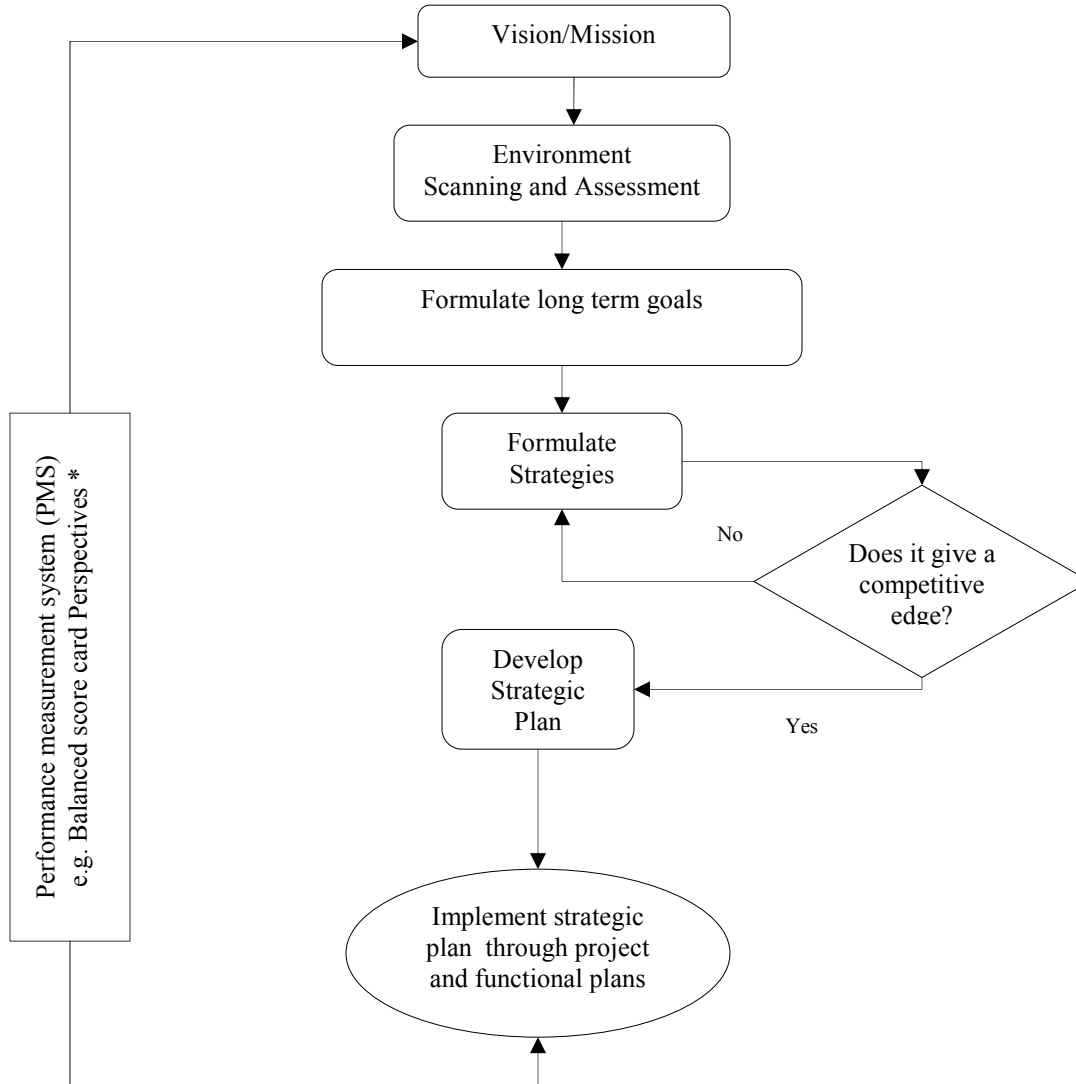 Vision/Mission
Environment
Scanning and Assessment
Formulate long term goals
Formulate
Strategies
No
Does it give a
competitive
edge?
Develop
Strategic
Plan
Yes
Implement strategic
plan through project
and functional plans
Performance measurement system (PMS)
e.g. Balanced score card Perspectives *